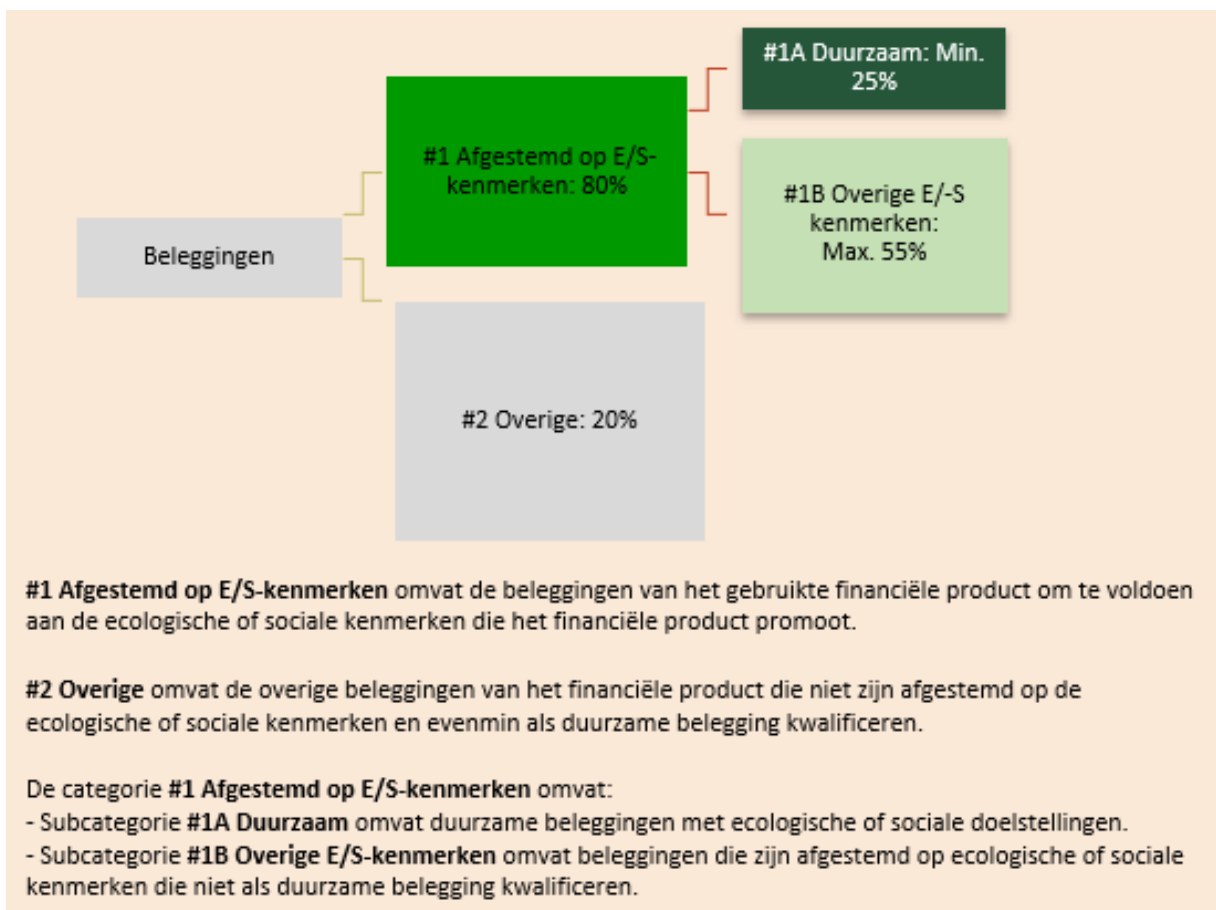 #1A Duurzaam: Min.
25%
#1 Afgestemd op E/S-
kenmerken: 80%
#1B Overige E/-S
kenmerken:
Max. 55%
Beleggingen
#2 Overige: 20%
#1 Afgestemd op E/S-kenmerken omvat de beleggingen van het gebruikte financiële product om te voldoen
aan de ecologische of sociale kenmerken die het financiële product promoot.
#2 Overige omvat de overige beleggingen van het financiële product die niet zijn afgestemd op de
ecologische of sociale kenmerken en evenmin als duurzame belegging kwalificeren.
De categorie #1 Afgestemd op E/S-kenmerken omvat:
- Subcategorie #1A Duurzaam omvat duurzame beleggingen met ecologische of sociale doelstellingen.
- Subcategorie #1B Overige E/S-kenmerken omvat beleggingen die zijn afgestemd op ecologische of sociale
kenmerken die niet als duurzame belegging kwalificeren.